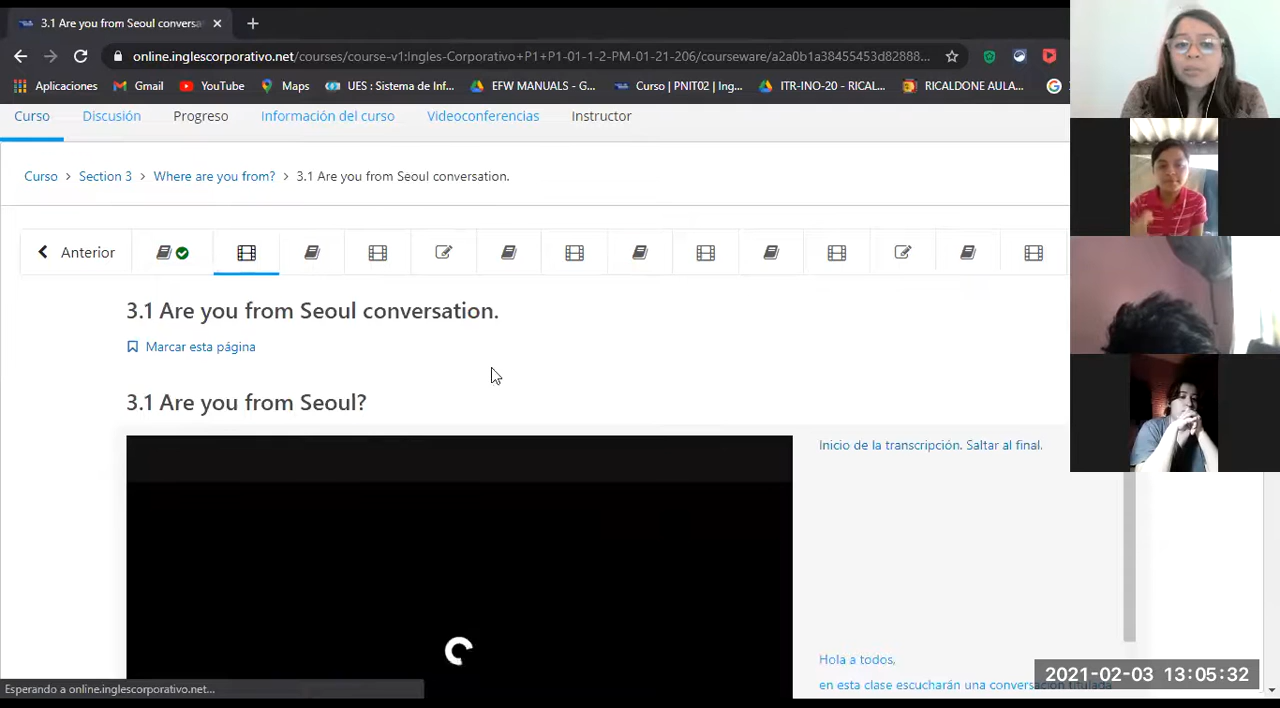 3.1 Are you from Seoul conversa
online.inglescorporativo.net/courses/course-v1:Ingles-Corporativo+P1+P1-01-1-2-PM-01-21-206/courseware/a2a0b1a38455453d82888...
Aplicaciones Gmail YouTube Maps UES : Sistema de Inf... EFW MANUALS - G... Curso | PNIT02 | Ing... ITR-INO-20 - RICAL... RICALDONE AULA...
Curso Discusión Progreso Información del curso Videoconferencias Instructor
Curso > Section 3 > Where are you from? > 3.1 Are you from Seoul conversation.
Anterior
3.1 Are you from Seoul conversation.
Marcar esta página
3.1 Are you from Seoul?
Inicio de la transcripción. Saltar al final.
Hola a todos,
en esta clase escucharán una conversación titulada
2021-02-03 13:05:32
Esperando a online.inglescorporativo.net...